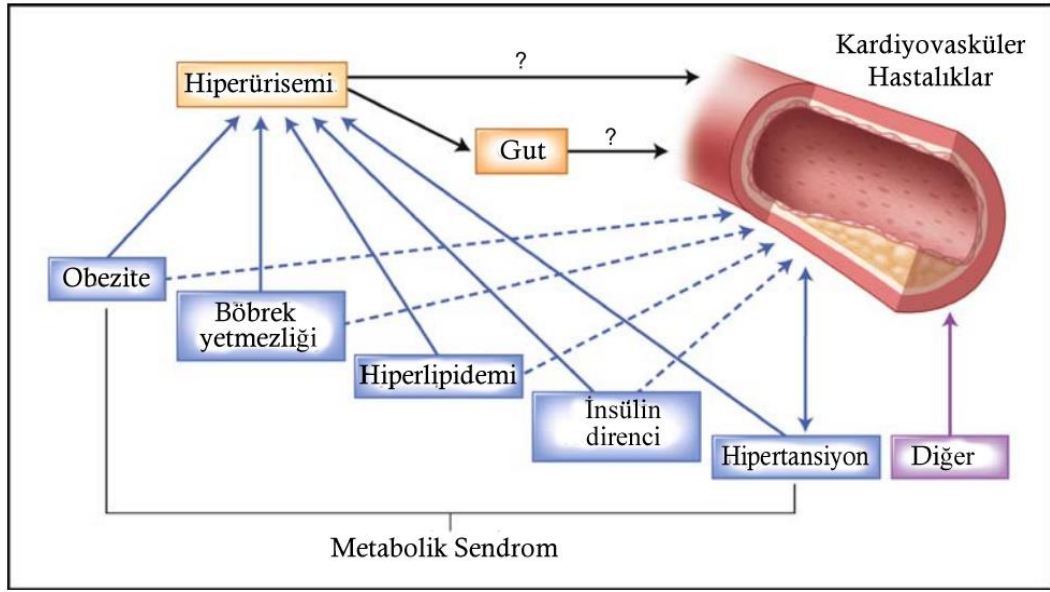 Kardiyovasküler
Hastalıklar
?
Hiperürisemi
Gut
?
Obezite
Böbrek
yetmezliği
Hiperlipidemi
İnsülin
direnci
Hipertansiyon
Diğer
Metabolik Sendrom